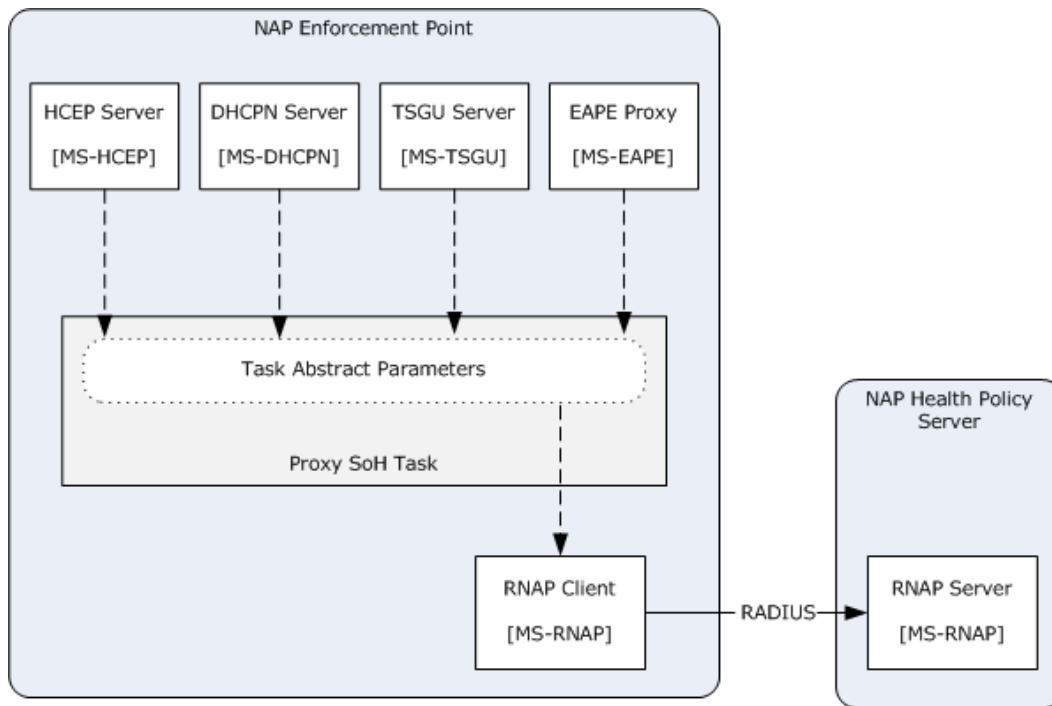 NAP Enforcement Point
HCEP Server
[MS-HCEP]
DHCPN Server
[MS-DHCPN]
TSGU Server
[MS-TSGU]
EAPE Proxy
[MS-EAPE]
Task Abstract Parameters
Proxy SoH Task
NAP Health Policy
Server
RNAP Client
[MS-RNAP]
RADIUS
RNAP Server
[MS-RNAP]